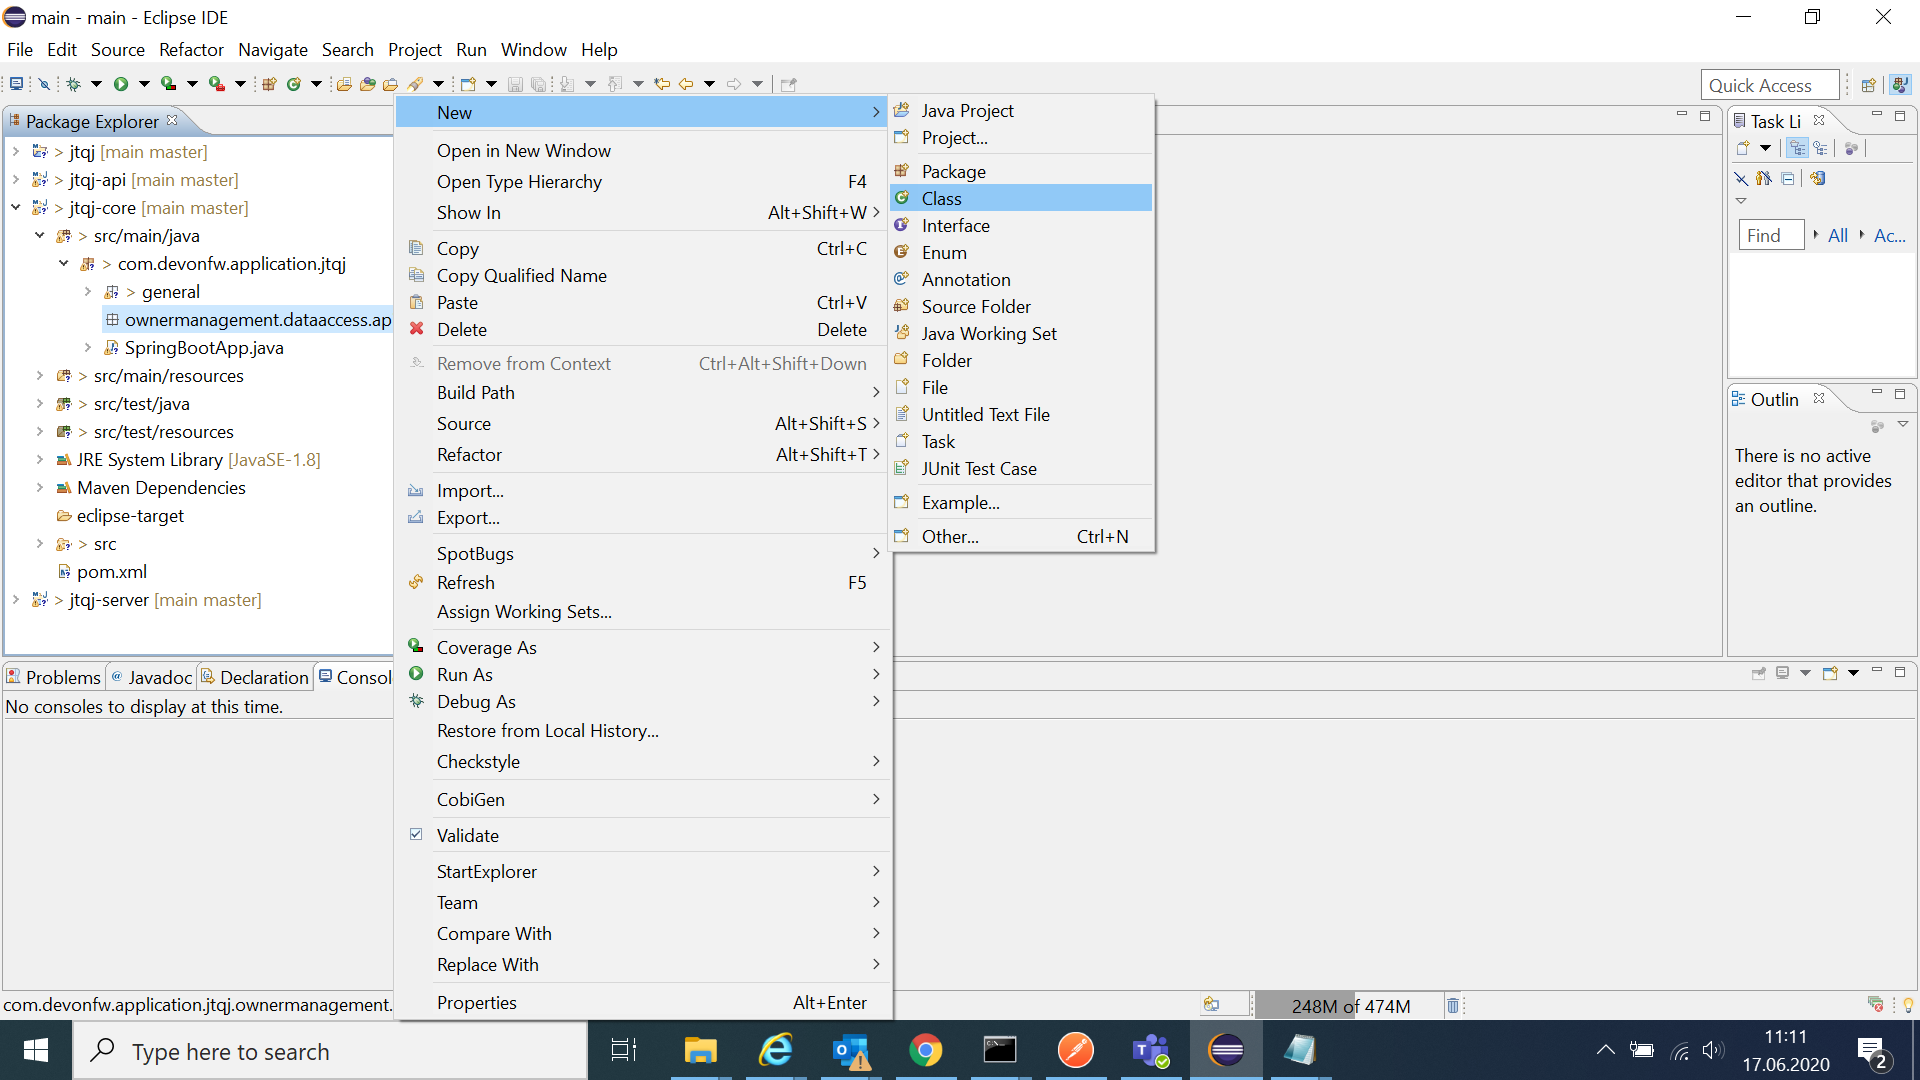 main - main - Eclipse IDE
File Edit Source Refactor Navigate Search Project Run Window Help
Quick Access
Package Explorer
> jtqj [main master]
> jtqj-api [main master]
> jtqj-core [main master]
> src/main/java
> com.devonfw.application.jtqj
> general
ownermanagement.dataaccess.ap
> SpringBootApp.java
> src/main/resources
> src/test/java
> src/test/resources
JRE System Library [JavaSE-1.8]
Maven Dependencies
eclipse-target
> src
pom.xml
> jtqj-server [main master]
New
Open in New Window
Open Type Hierarchy F4
Show In Alt+Shift+W
Copy Ctrl+C
Copy Qualified Name
Paste Ctrl+V
Delete Delete
Remove from Context Ctrl+Alt+Shift+Down
Build Path
Source Alt+Shift+S
Refactor Alt+Shift+T
Import...
Export...
SpotBugs
Refresh F5
Assign Working Sets...
Coverage As
Run As
Debug As
Restore from Local History...
Checkstyle
CobiGen
Validate
StartExplorer
Team
Compare With
Replace With
Properties Alt+Enter
Java Project
Project...
Package
Class
Interface
Enum
Annotation
Source Folder
Java Working Set
Folder
File
Untitled Text File
Task
JUnit Test Case
Example...
Other... Ctrl+N
Task Li
Find All Ac...
Outlin
There is no active
editor that provides
an outline.
Problems @ Javadoc Declaration Consol
No consoles to display at this time.
com.devonfw.application.jtqj.ownermanagement.
248M of 474M
Type here to search
11:11
17.06.2020
2